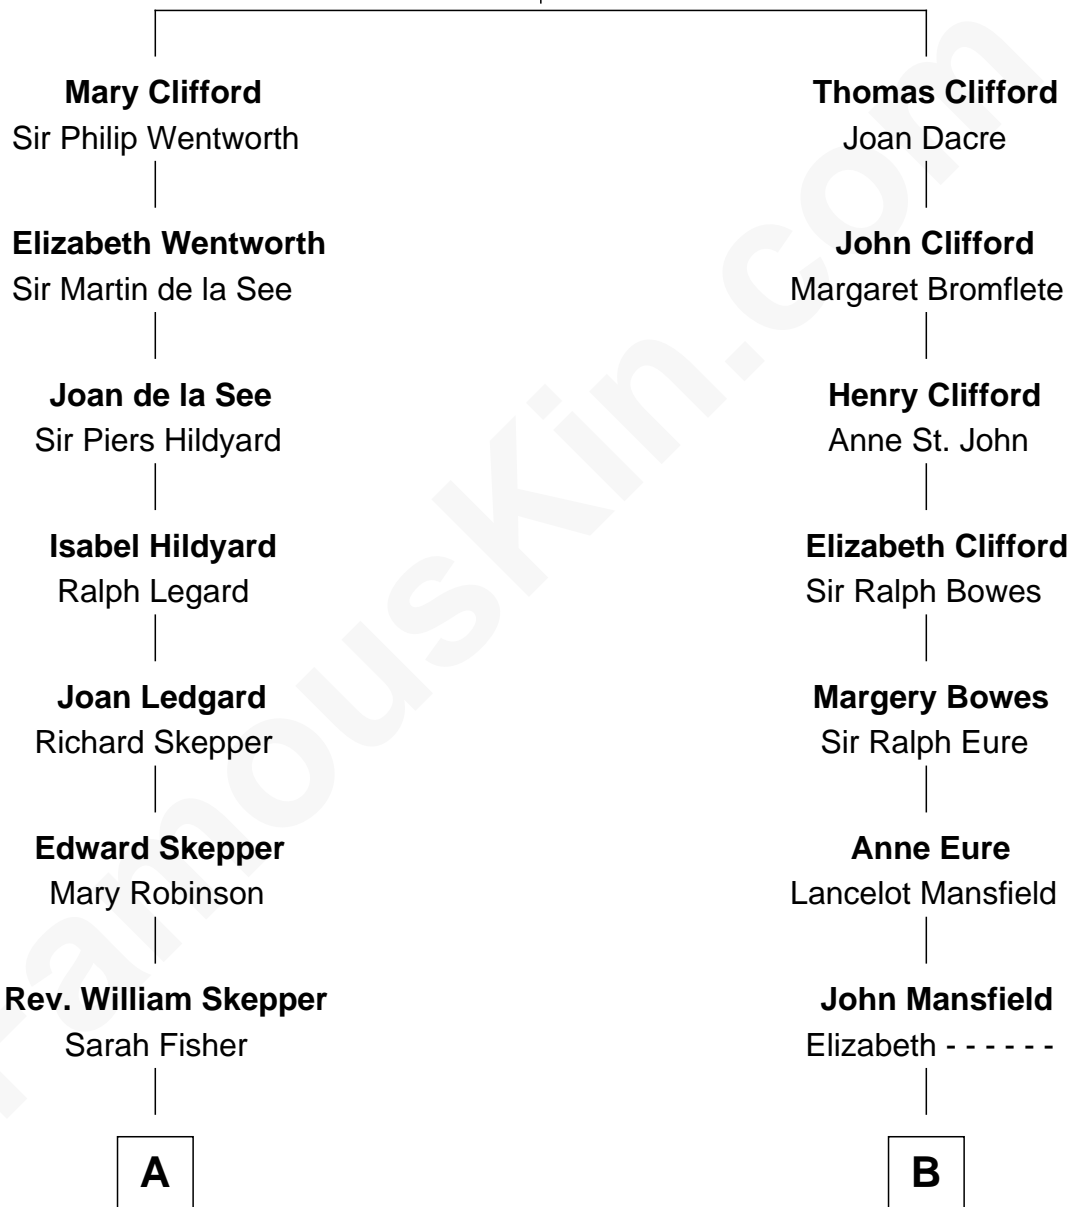 Mary Clifford
Sir Philip Wentworth
Elizabeth Wentworth
Sir Martin de la See
Joan de la See
Sir Piers Hildyard
Isabel Hildyard
Ralph Legard
Joan Ledgard
Richard Skepper
Edward Skepper
Mary Robinson
Rev. William Skepper
Sarah Fisher
A
Thomas Clifford
Joan Dacre
John Clifford
Margaret Bromflete
Henry Clifford
Anne St. John
Elizabeth Clifford
Sir Ralph Bowes
Margery Bowes
Sir Ralph Eure
Anne Eure
Lancelot Mansfield
John Mansfield
Elizabeth - - - - - -
B
FamousKin.com